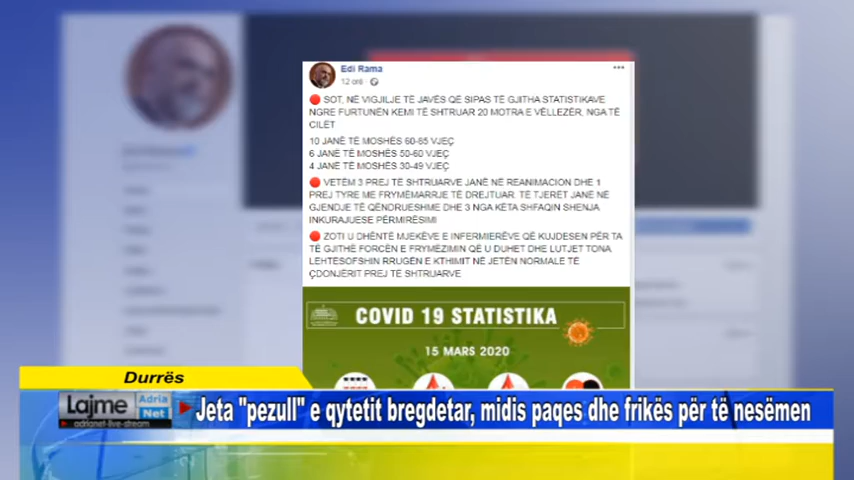 Edi Rama
12 orë
SOT, NË VIGJILJE TË JAVËS QË SIPAS TË GJITHA STATISTIKAVE
NGRE FURTUNËN KEMI TË SHTRUAR 20 MOTRA E VËLLEZËR, NGA TË
CILËT
10 JANË TË MOSHËS 60-85 VJEÇ
6 JANË TË MOSHËS 50-60 VJEÇ
4 JANË TË MOSHËS 30-49 VJEÇ
VETËM 3 PREJ TË SHTRUARVE JANË NË REANIMACION DHE 1
PREJ TYRE ME FRYMËMARRJE TË DREJTUAR. TË TJERËT JANË NË
GJENDJE TË QËNDRUESHME DHE 3 NGA KËTA SHFAQIN SHENJA
INKURAJUESE PËRMIRËSIMI
ZOTI U DHËNTË MJEKËVE E INFERMIERËVE QË KUJDESEN PËR TA
TË GJITHË FORCËN E FRYMËZIMIN QË U DUHET DHE LUTJET TONA
LEHTËSOFSHIN RRUGËN E KTHIMIT NË JETËN NORMALE TË
ÇDONJËRIT PREJ TË SHTRUARVE
COVID 19 STATISTIKA
15 MARS 2020
Durrës
Lajme
Adria
Net
adrianet-live-stream
Jeta "pezull" e qytetit bregdetar, midis paqes dhe frikës për të nesëmen